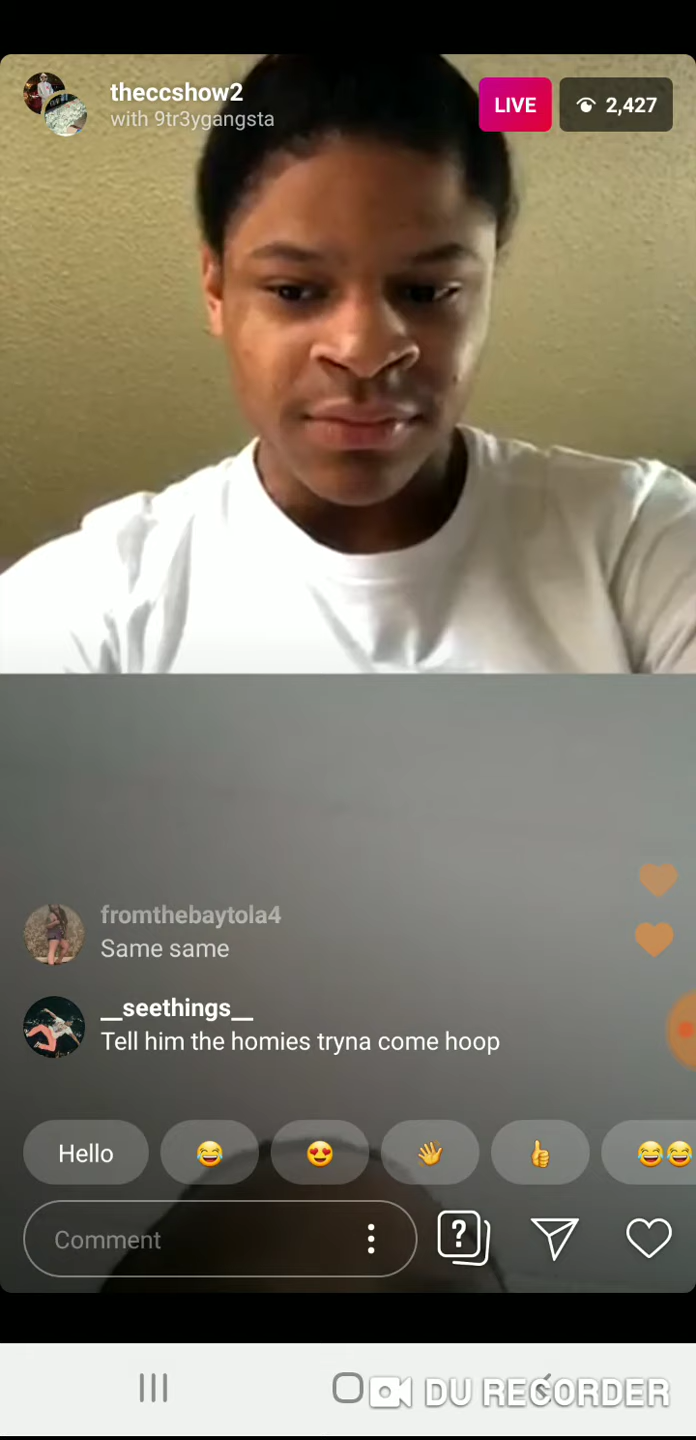 theccshow2
with 9tr3ygangsta
LIVE
2,427
fromthebaytola4
Same same
__seethings__
Tell him the homies tryna come hoop
Hello
Comment
?
DU RECORDER